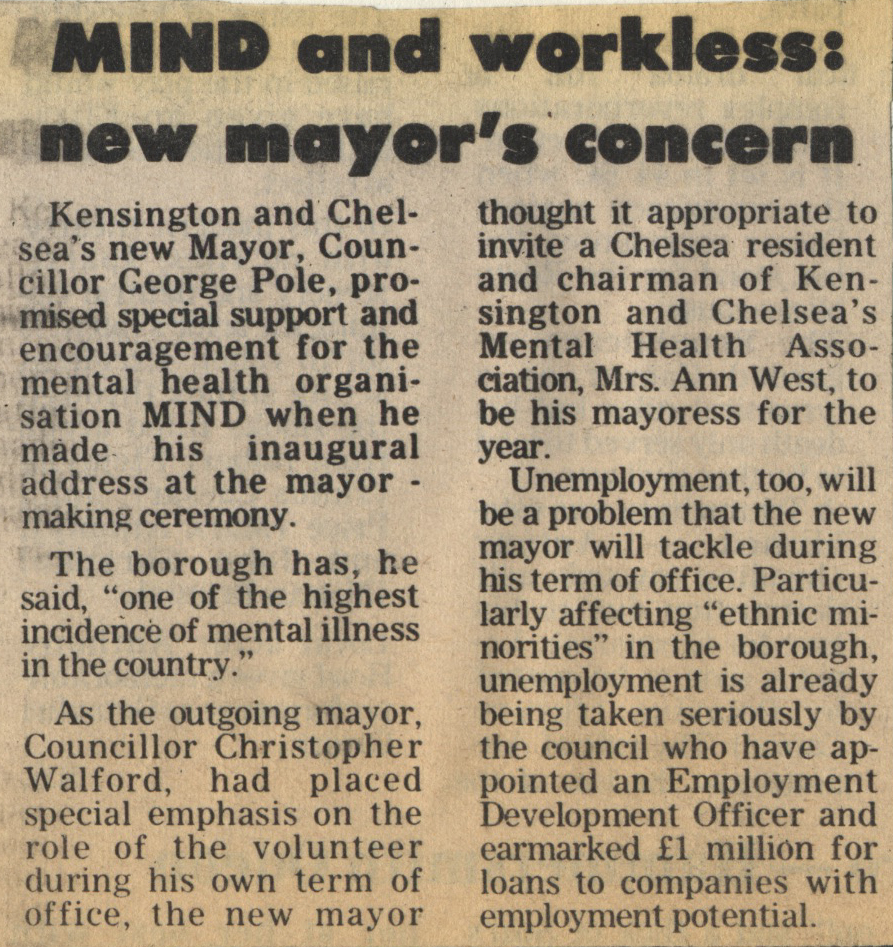 MIND and workless:
new mayor's concern
Kensington and Chel-
sea's new Mayor, Coun-
cillor George Pole, pro-
mised special support and
encouragement for the
mental health organi-
sation MIND when he
made his inaugural
address at the mayor -
making ceremony.
The borough has, he
said, "one of the highest
incidence of mental illness
in the country."
As the outgoing mayor,
Councillor Christopher
Walford, had placed
special emphasis on the
role of the volunteer
during his own term of
office, the new mayor
thought it appropriate to
invite a Chelsea resident
and chairman of Ken-
sington and Chelsea's
Mental Health Asso-
ciation, Mrs. Ann West, to
be his mayoress for the
year.
Unemployment, too, will
be a problem that the new
mayor will tackle during
his term of office. Particu-
larly affecting "ethnic mi-
norities" in the borough,
unemployment is already
being taken seriously by
the council who have ap-
pointed an Employment
Development Officer and
earmarked £1 million for
loans to companies with
employment potential.